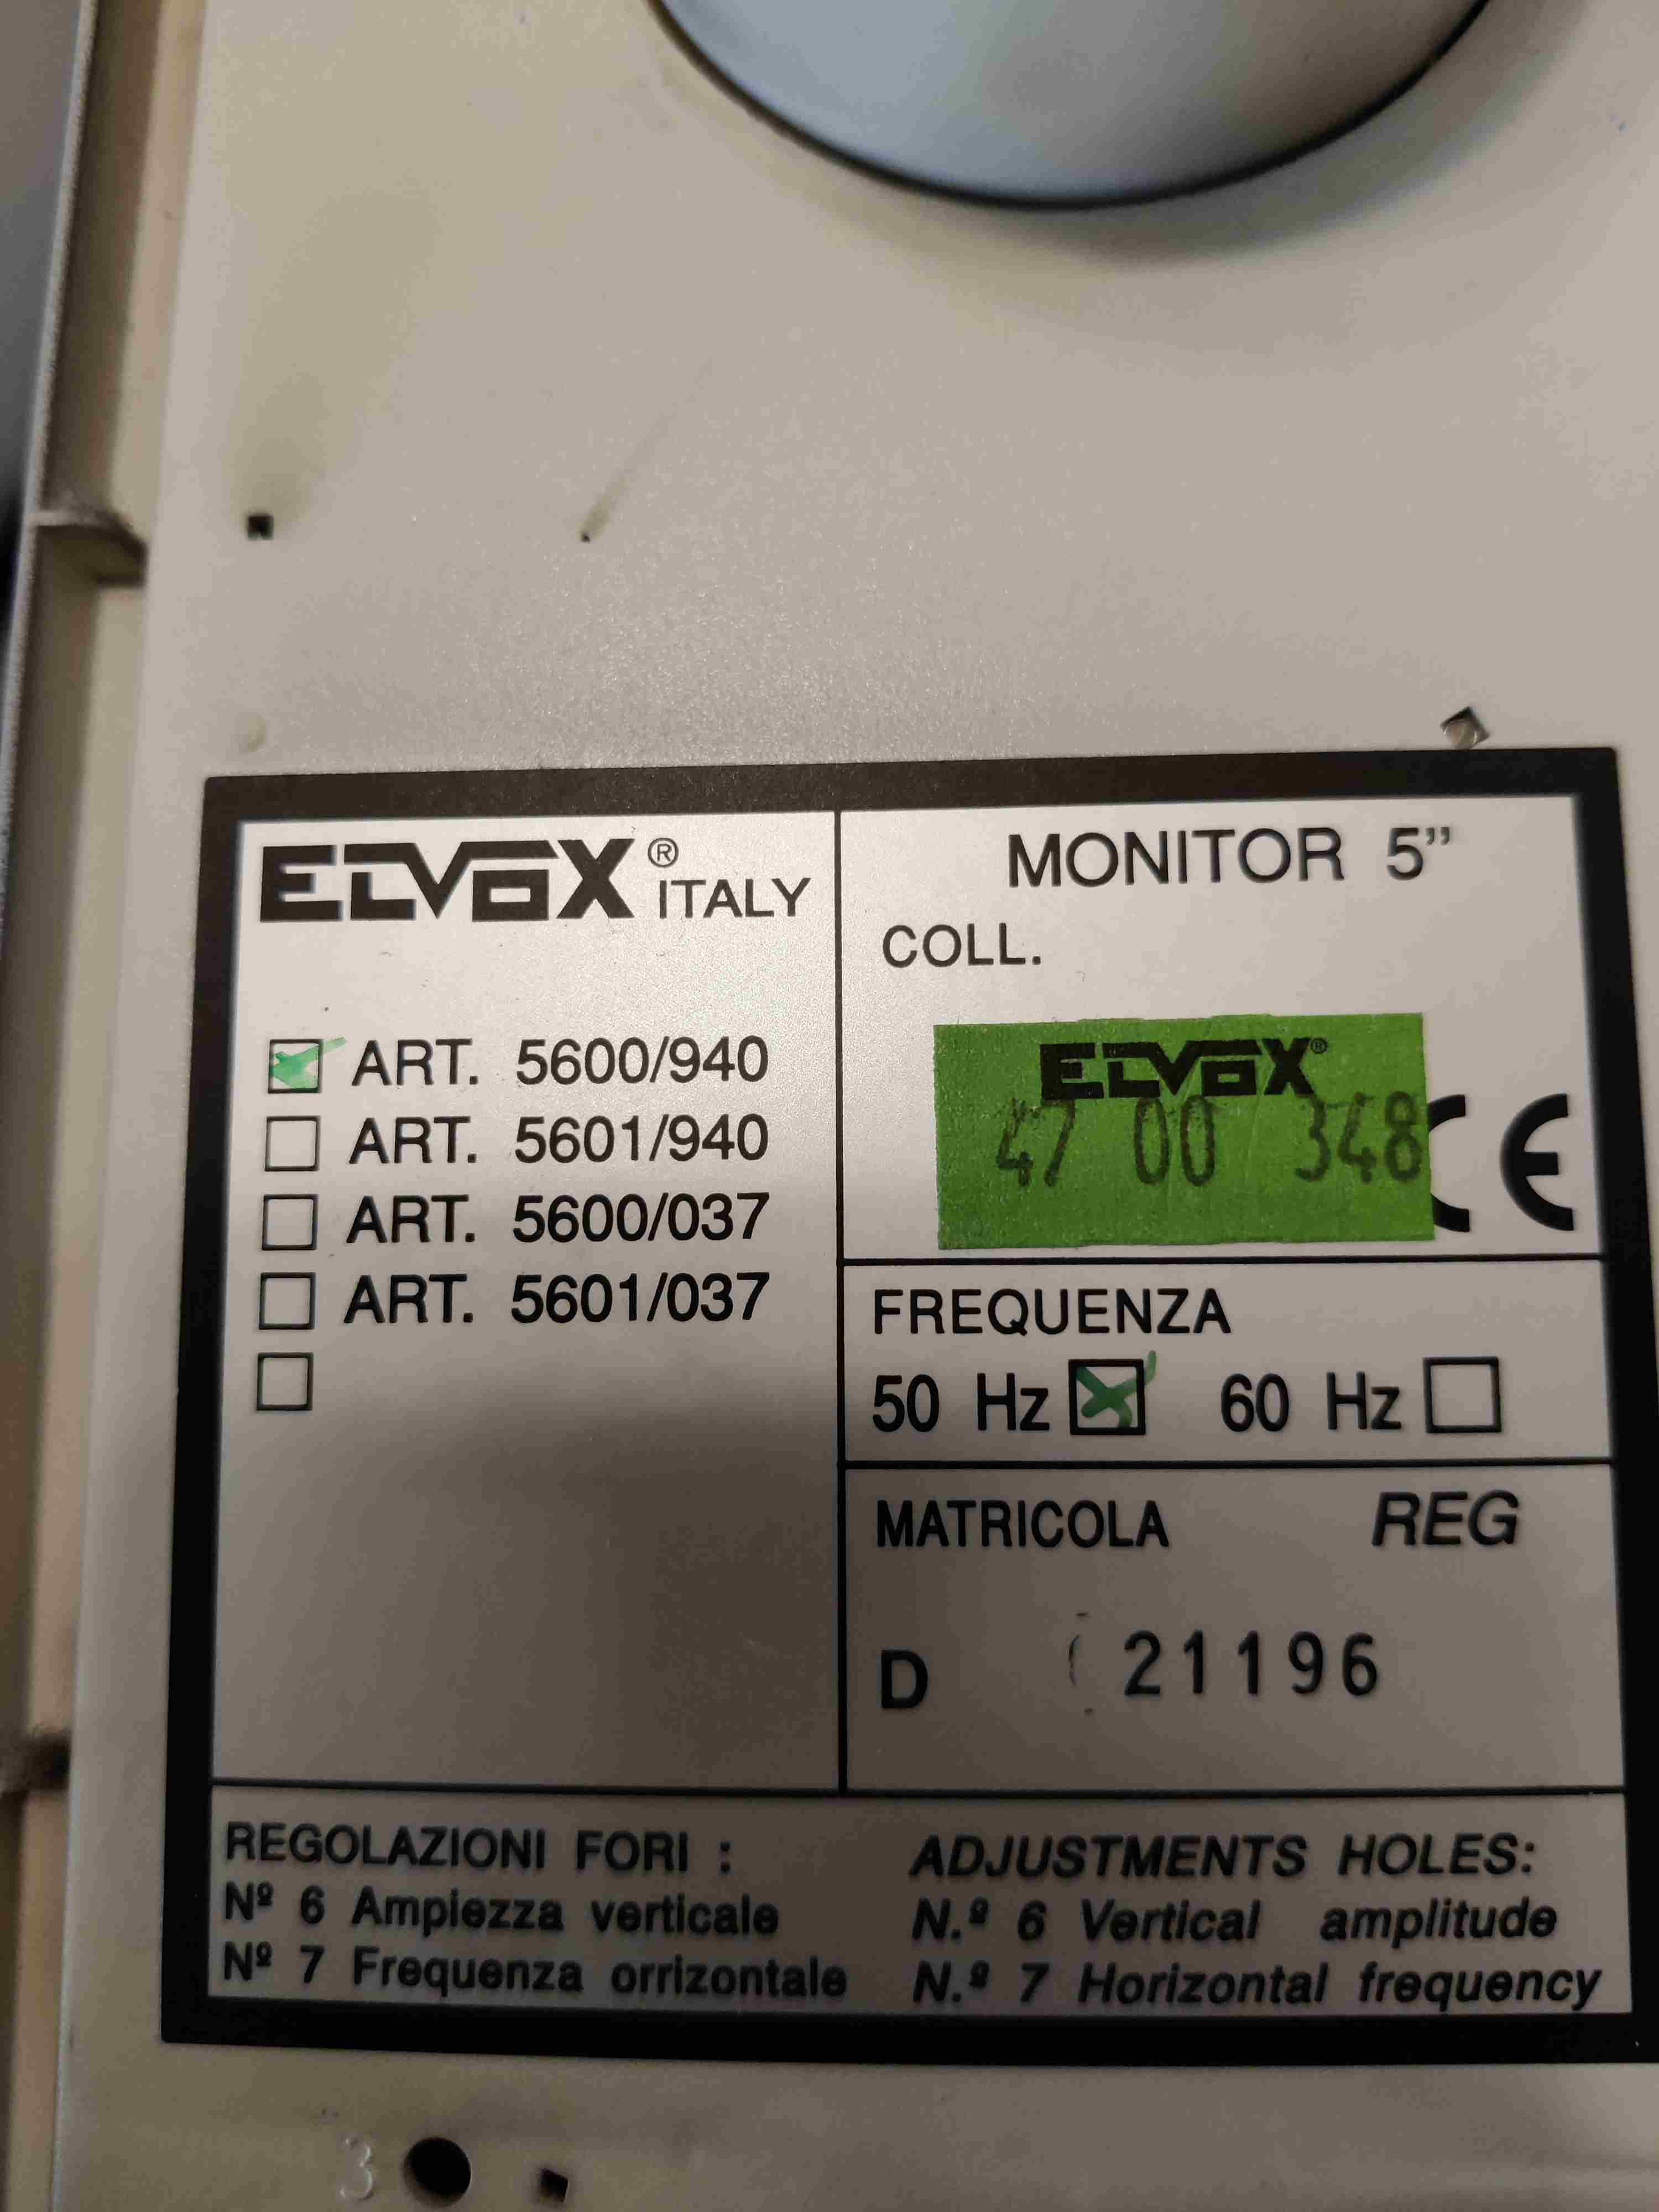 ELVOX® ITALY
ART. 5600/940
ART. 5601/940
ART. 5600/037
ART. 5601/037
MONITOR 5”
COLL.
ELVOX®
47 00 348
CE
FREQUENZA
50 Hz 60 Hz
MATRICOLA REG
D 21196
REGOLAZIONI FORI :
Nº 6 Ampiezza verticale
Nº 7 Frequenza orrizontale
ADJUSTMENTS HOLES:
N.º 6 Vertical amplitude
N.º 7 Horizontal frequency
3